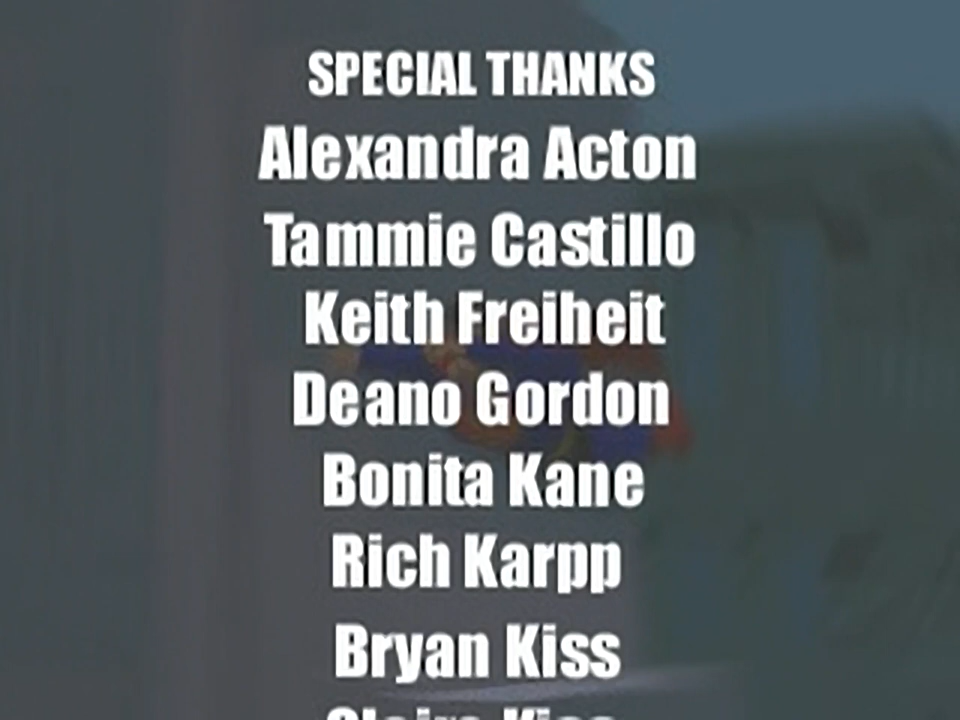 SPECIAL THANKS
Alexandra Acton
Tammie Castillo
Keith Freiheit
Deano Gordon
Bonita Kane
Rich Karpp
Bryan Kiss